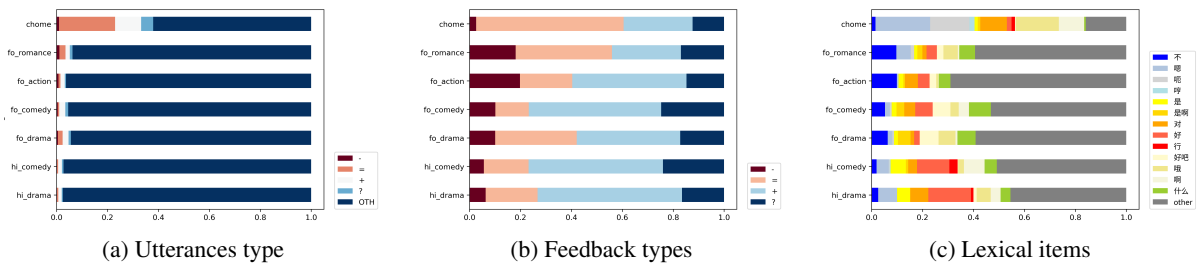 chome
fo_romance
fo_action
fo_comedy
fo_drama
hi_comedy
hi_drama
0.0 0.2 0.4 0.6 0.8 1.0
-
=
+
?
OTH
(a) Utterances type
chome
fo_romance
fo_action
fo_comedy
fo_drama
hi_comedy
hi_drama
0.0 0.2 0.4 0.6 0.8 1.0
-
=
+
?
(b) Feedback types
chome
fo_romance
fo_action
fo_comedy
fo_drama
hi_comedy
hi_drama
0.0 0.2 0.4 0.6 0.8 1.0
不
嗯
呃
哼
是
是啊
对
好
行
好吧
哦
啊
什么
other
(c) Lexical items